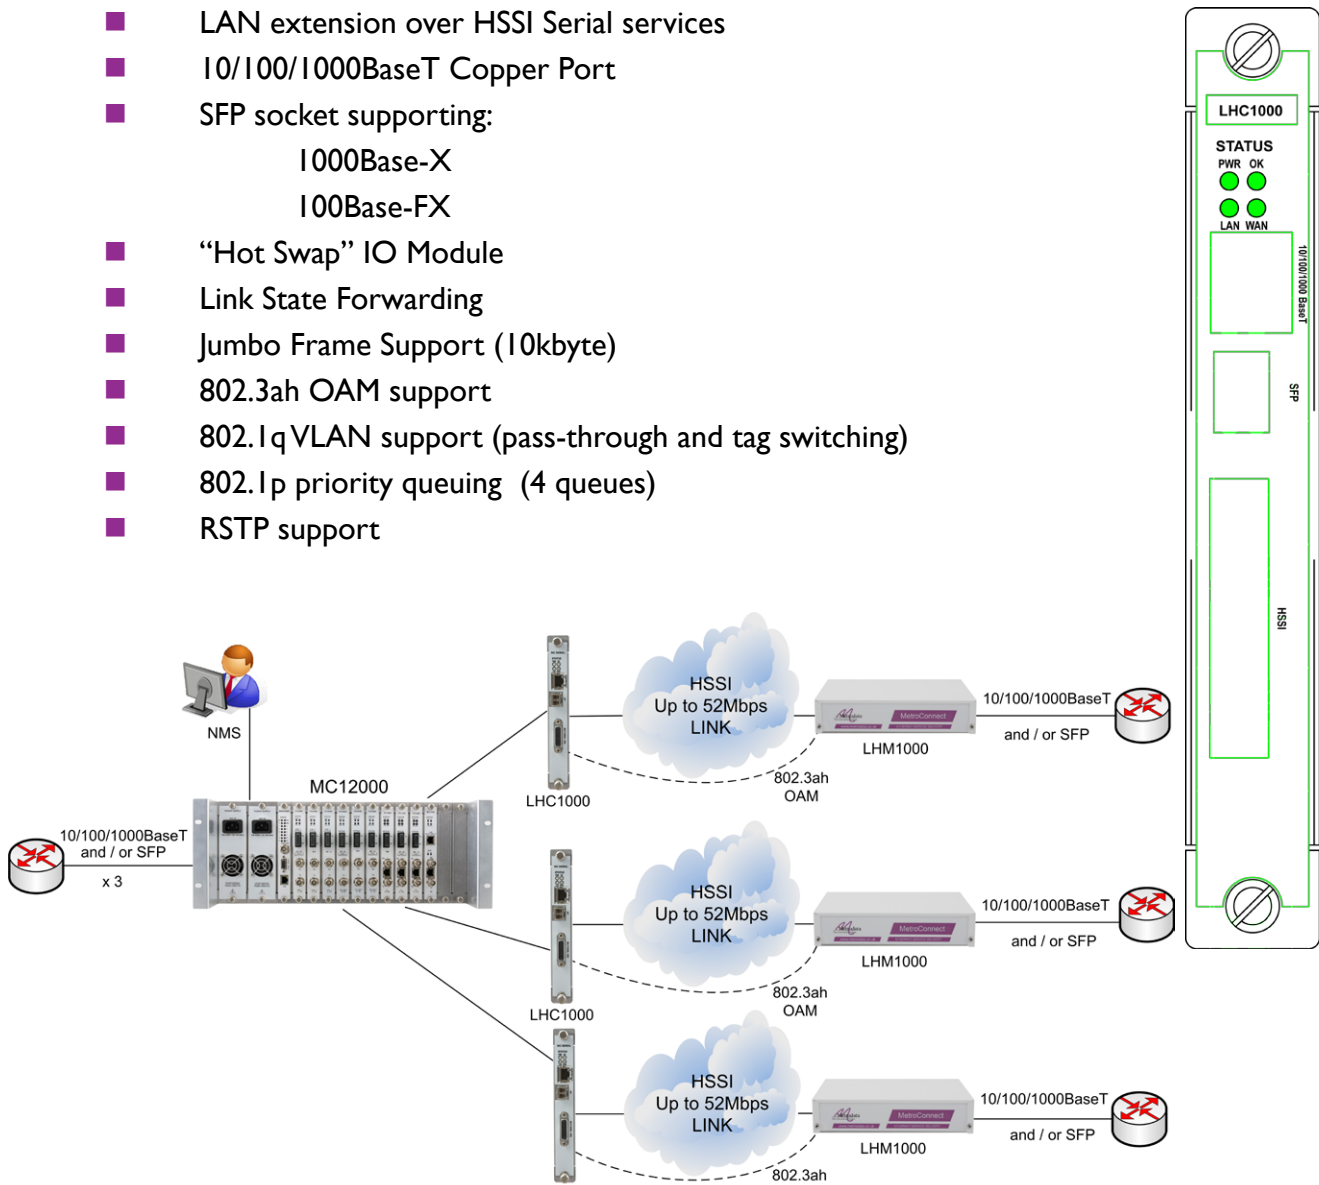 LAN extension over HSSI Serial services
10/100/1000BaseT Copper Port
SFP socket supporting:
1000Base-X
100Base-FX
“Hot Swap” IO Module
Link State Forwarding
Jumbo Frame Support (10kbyte)
802.3ah OAM support
802.1q VLAN support (pass-through and tag switching)
802.1p priority queuing (4 queues)
RSTP support
LHC1000
STATUS
PWR OK
LAN WAN
10/100/1000 BaseT
SFP
HSSI
NMS
MC12000
10/100/1000BaseT
and / or SFP
x 3
LHC1000
HSSI
Up to 52Mbps
LINK
802.3ah
OAM
MetroConnect
LHM1000
10/100/1000BaseT
and / or SFP
LHC1000
HSSI
Up to 52Mbps
LINK
802.3ah
OAM
MetroConnect
LHM1000
10/100/1000BaseT
and / or SFP
HSSI
Up to 52Mbps
LINK
802.3ah
MetroConnect
LHM1000
10/100/1000BaseT
and / or SFP